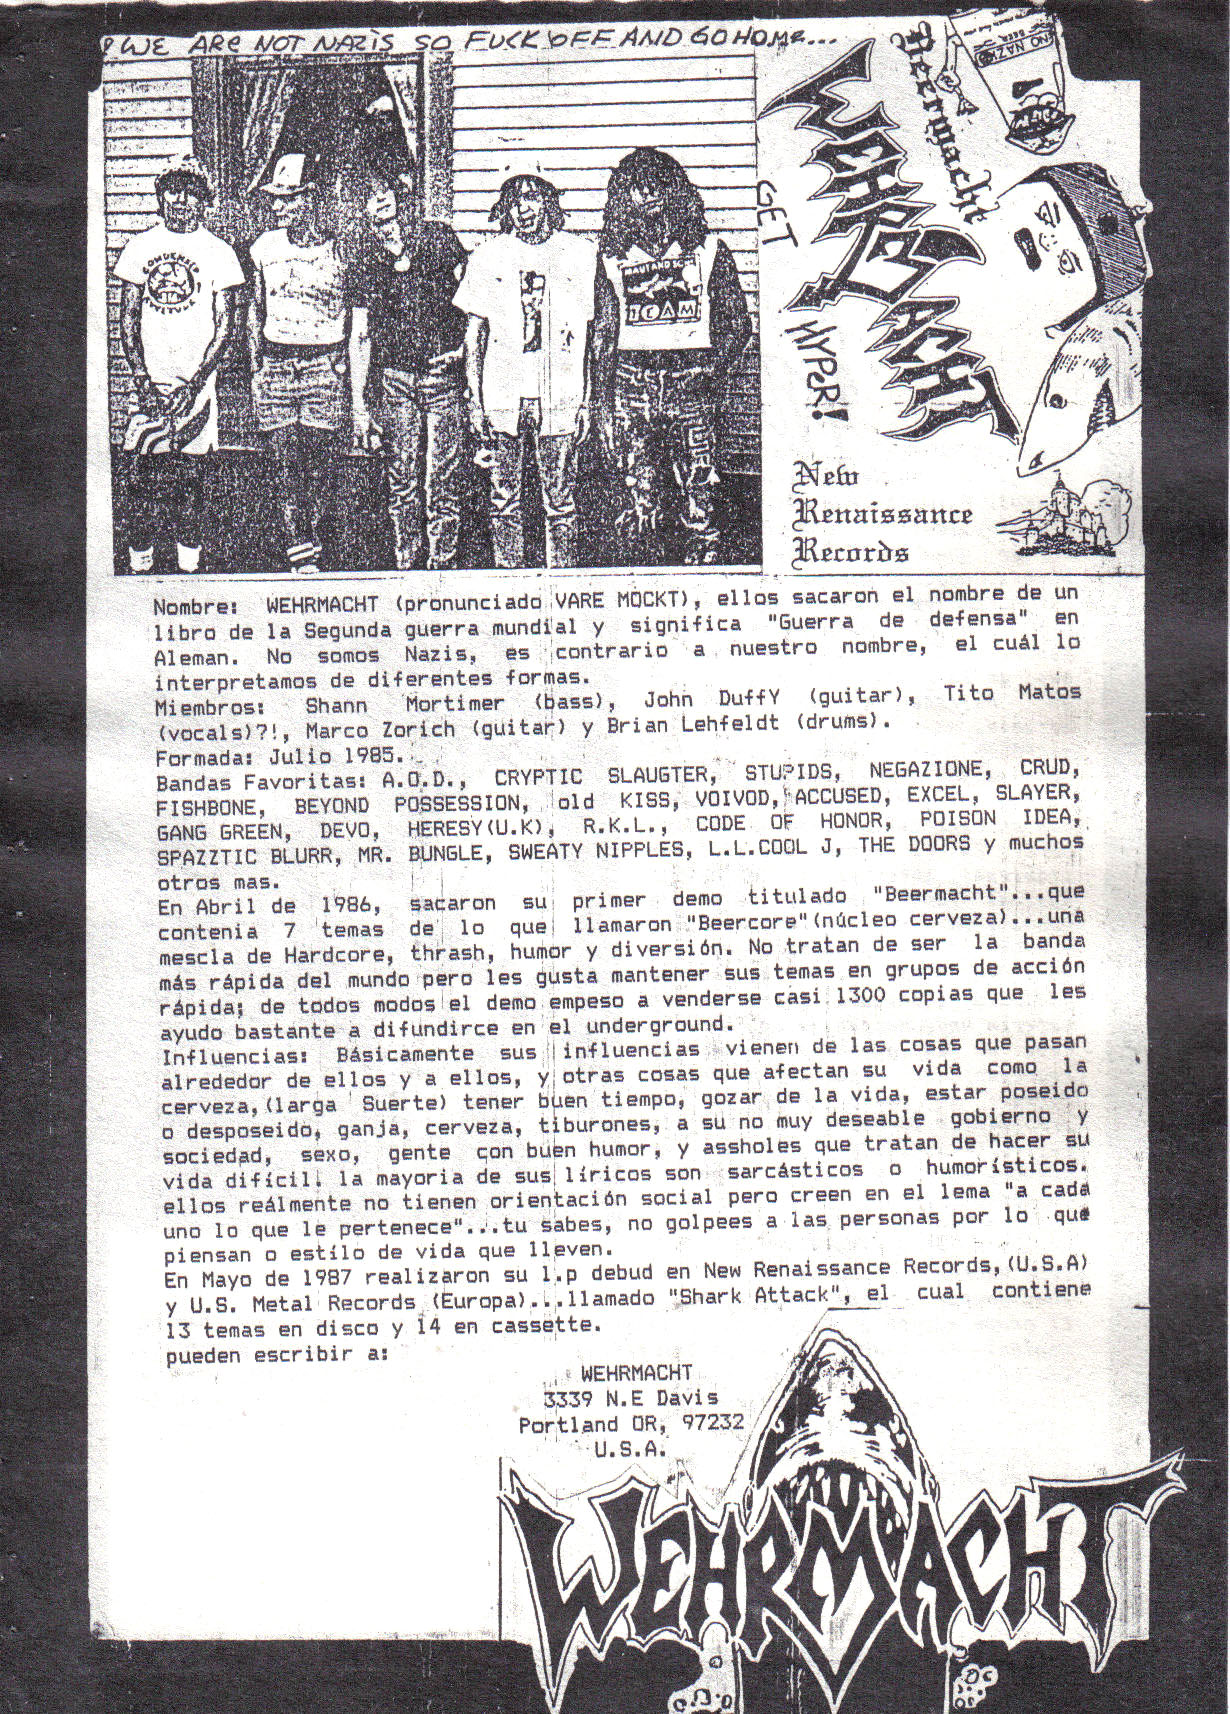 WE ARE NOT NAZIS SO FUCK OFF AND GO HOME...
NO NAZI
BEER
Beermacht
WEHRMACHT
GET
HYPER!
New
Renaissance
Records
CONDEMNED
ATTITUDE
TEAM
Nombre: WEHRMACHT (pronunciado VARE MOCKT), ellos sacaron el nombre de un
libro de la Segunda guerra mundial y significa "Guerra de defensa" en
Aleman. No somos Nazis, es contrario a nuestro nombre, el cuál lo
interpretamos de diferentes formas.
Miembros: Shann Mortimer (bass), John DuffY (guitar), Tito Matos
(vocals)?!, Marco Zorich (guitar) y Brian Lehfeldt (drums).
Formada: Julio 1985.
Bandas Favoritas: A.O.D., CRYPTIC SLAUGTER, STUPIDS, NEGAZIONE, CRUD,
FISHBONE, BEYOND POSSESSION, old KISS, VOIVOD, ACCUSED, EXCEL, SLAYER,
GANG GREEN, DEVO, HERESY(U.K), R.K.L., CODE OF HONOR, POISON IDEA,
SPAZZTIC BLURR, MR. BUNGLE, SWEATY NIPPLES, L.L.COOL J, THE DOORS y muchos
otros mas.
En Abril de 1986, sacaron su primer demo titulado "Beermacht"...que
contenia 7 temas de lo que llamaron "Beercore"(núcleo cerveza)...una
mescla de Hardcore, thrash, humor y diversión. No tratan de ser la banda
más rápida del mundo pero les gusta mantener sus temas en grupos de acción
rápida; de todos modos el demo empeso a venderse casi 1300 copias que les
ayudo bastante a difundirce en el underground.
Influencias: Básicamente sus influencias vienen de las cosas que pasan
alrededor de ellos y a ellos, y otras cosas que afectan su vida como la
cerveza,(larga Suerte) tener buen tiempo, gozar de la vida, estar poseido
o desposeido, ganja, cerveza, tiburones, a su no muy deseable gobierno y
sociedad, sexo, gente con buen humor, y assholes que tratan de hacer su
vida difícil. la mayoria de sus líricos son sarcásticos o humorísticos.
ellos reálmente no tienen orientación social pero creen en el lema "a cada
uno lo que le pertenece"...tu sabes, no golpees a las personas por lo que
piensan o estilo de vida que lleven.
En Mayo de 1987 realizaron su l.p debud en New Renaissance Records,(U.S.A)
y U.S. Metal Records (Europa)...llamado "Shark Attack", el cual contiene
13 temas en disco y 14 en cassette.
pueden escribir a:
WEHRMACHT
3339 N.E Davis
Portland OR, 97232
U.S.A.
WEHRMACHT